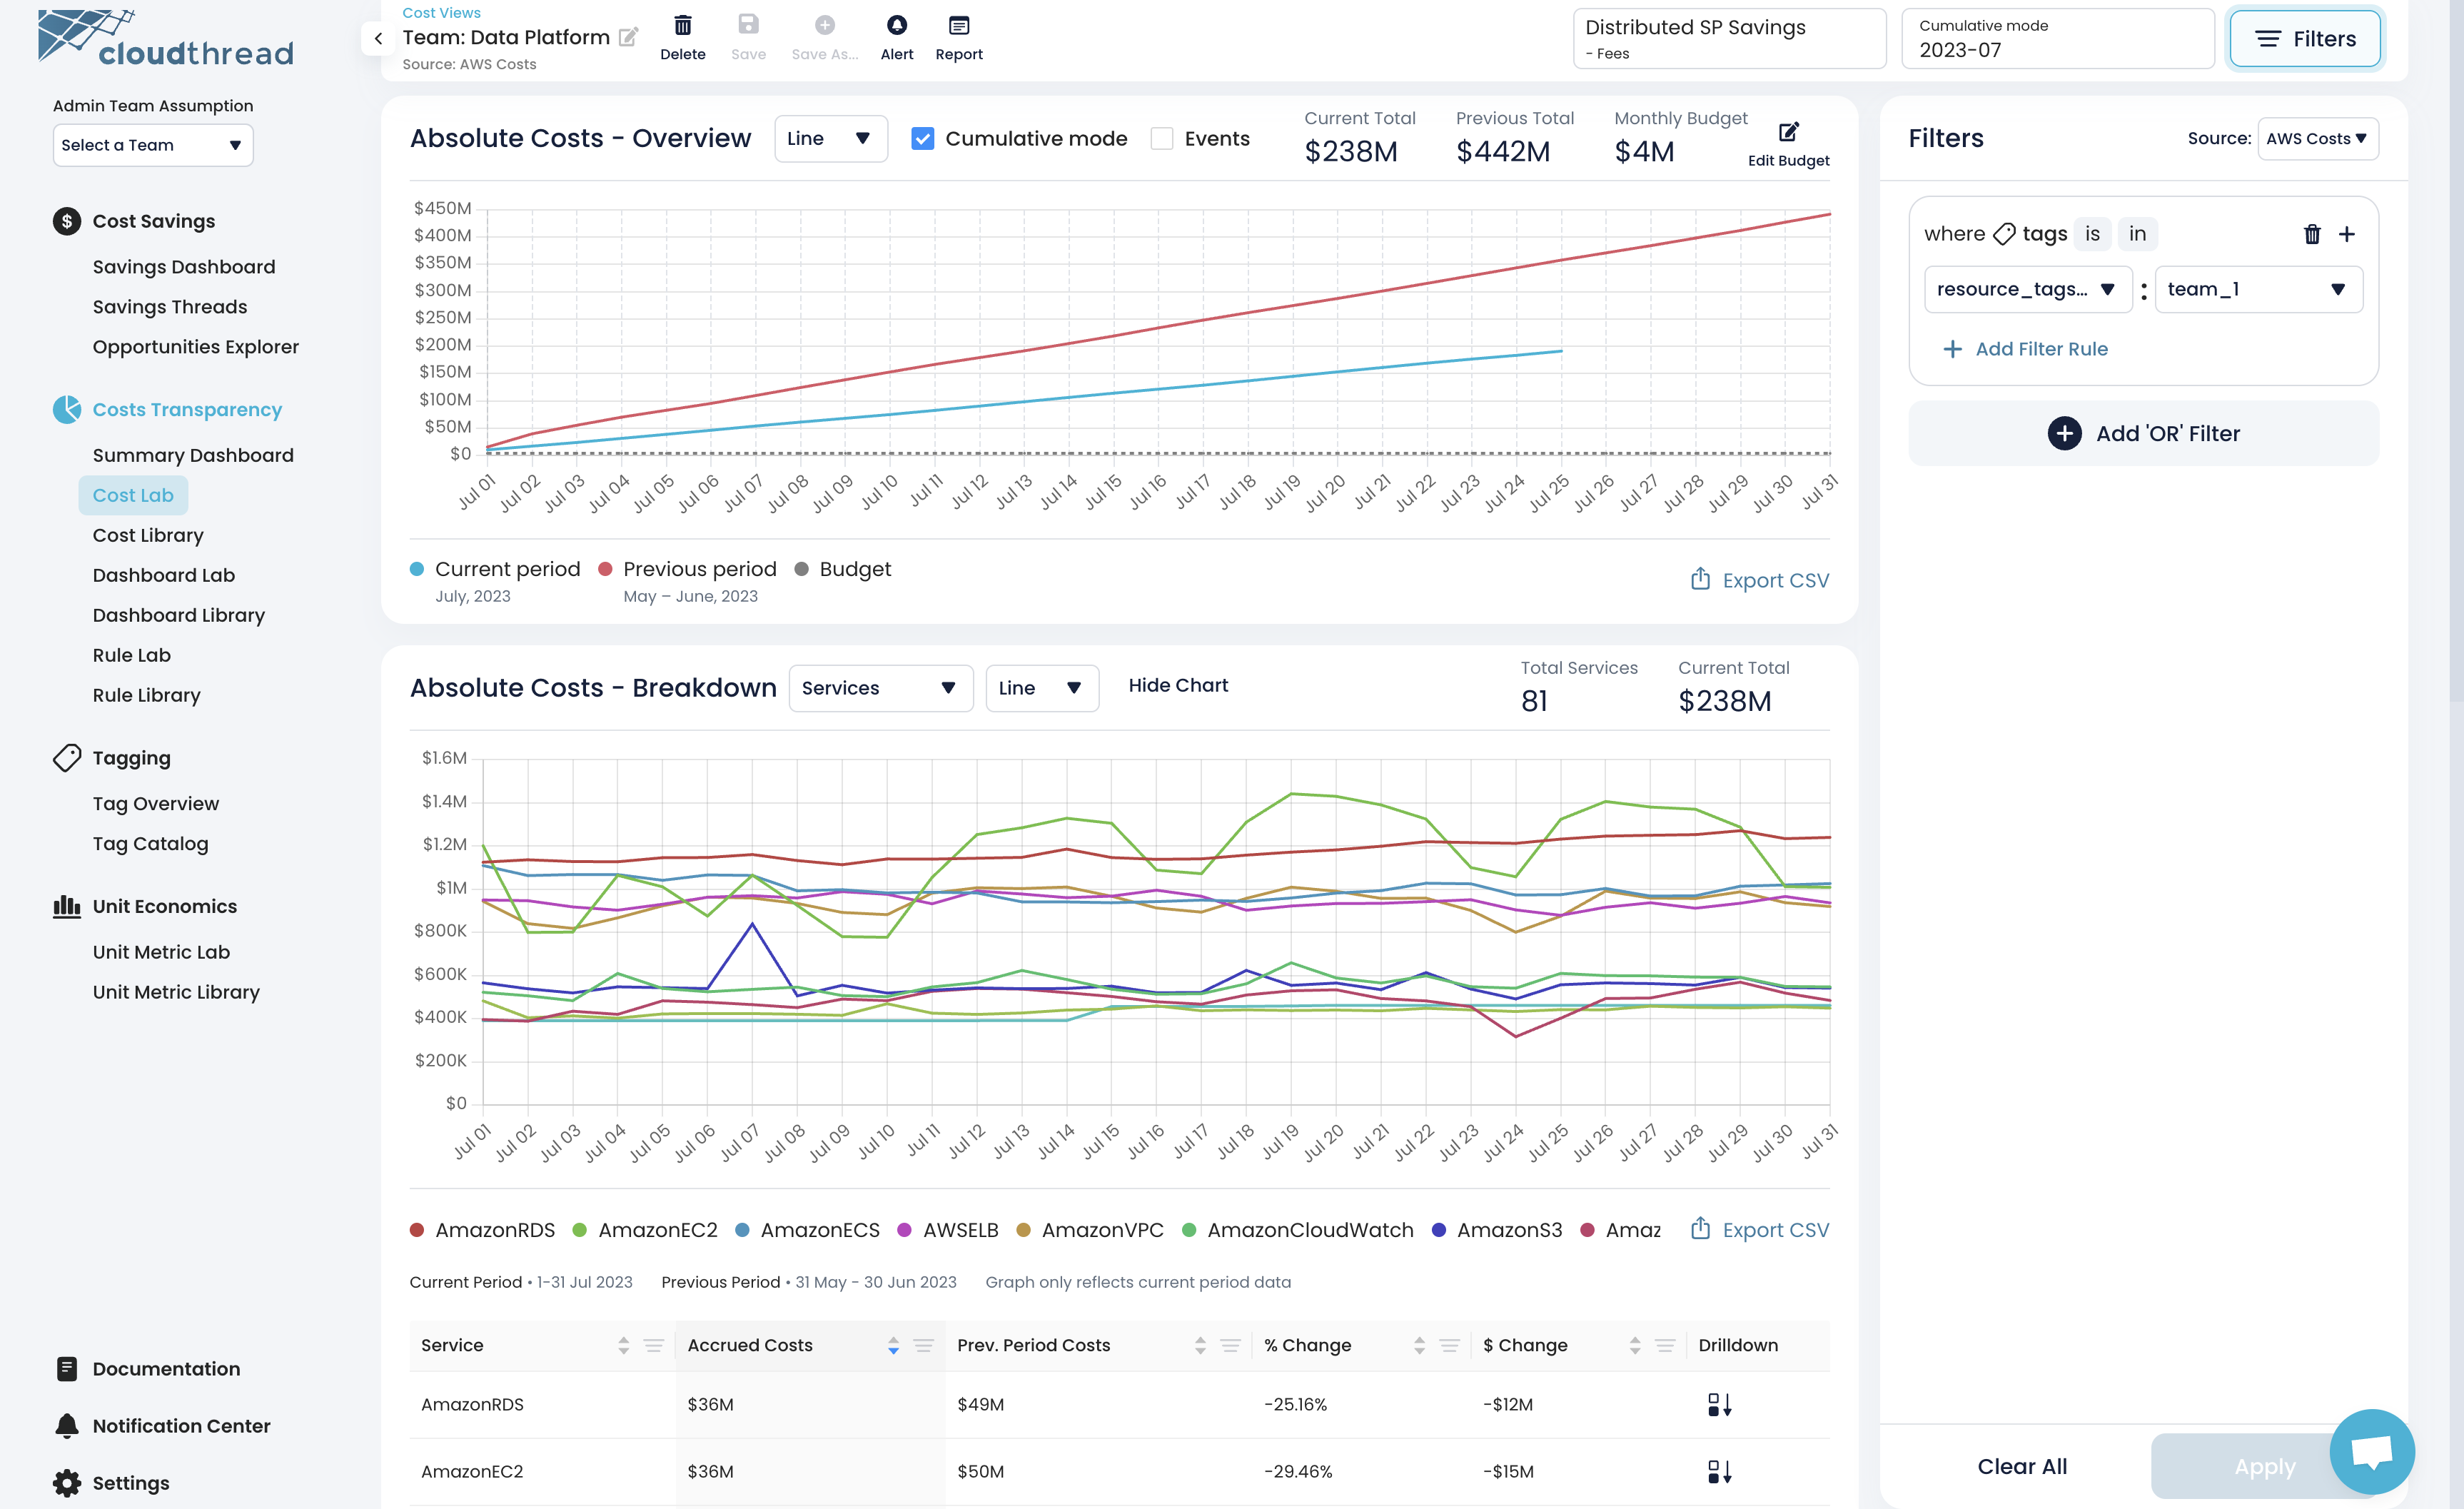 cloudthread
Admin Team Assumption
Select a Team
Cost Savings
Savings Dashboard
Savings Threads
Opportunities Explorer
Costs Transparency
Summary Dashboard
Cost Lab
Cost Library
Dashboard Lab
Dashboard Library
Rule Lab
Rule Library
Tagging
Tag Overview
Tag Catalog
Unit Economics
Unit Metric Lab
Unit Metric Library
Documentation
Notification Center
Settings
Cost Views
Team: Data Platform
Source: AWS Costs
Delete
Save
Save As...
Alert
Report
Distributed SP Savings
- Fees
Cumulative mode
2023-07
Filters
Absolute Costs - Overview
Line
Cumulative mode
Events
Current Total
$238M
Previous Total
$442M
Monthly Budget
$4M
Edit Budget
$450M
$400M
$350M
$300M
$250M
$200M
$150M
$100M
$50M
$0
Jul 01 Jul 02 Jul 03 Jul 04 Jul 05 Jul 06 Jul 07 Jul 08 Jul 09 Jul 10 Jul 11 Jul 12 Jul 13 Jul 14 Jul 15 Jul 16 Jul 17 Jul 18 Jul 19 Jul 20 Jul 21 Jul 22 Jul 23 Jul 24 Jul 25 Jul 26 Jul 27 Jul 28 Jul 29 Jul 30 Jul 31
Current period Previous period Budget
July, 2023 May – June, 2023
Export CSV
Absolute Costs - Breakdown
Services
Line
Hide Chart
Total Services
81
Current Total
$238M
$1.6M
$1.4M
$1.2M
$1M
$800K
$600K
$400K
$200K
$0
Jul 01 Jul 02 Jul 03 Jul 04 Jul 05 Jul 06 Jul 07 Jul 08 Jul 09 Jul 10 Jul 11 Jul 12 Jul 13 Jul 14 Jul 15 Jul 16 Jul 17 Jul 18 Jul 19 Jul 20 Jul 21 Jul 22 Jul 23 Jul 24 Jul 25 Jul 26 Jul 27 Jul 28 Jul 29 Jul 30 Jul 31
AmazonRDS AmazonEC2 AmazonECS AWSELB AmazonVPC AmazonCloudWatch AmazonS3 Amaz
Export CSV
Current Period • 1-31 Jul 2023 Previous Period • 31 May - 30 Jun 2023 Graph only reflects current period data
Service Accrued Costs Prev. Period Costs % Change $ Change Drilldown
AmazonRDS $36M $49M -25.16% -$12M
AmazonEC2 $36M $50M -29.46% -$15M
Filters
Source: AWS Costs
where tags is in
resource_tags... : team_1
+ Add Filter Rule
Add 'OR' Filter
Clear All
Apply